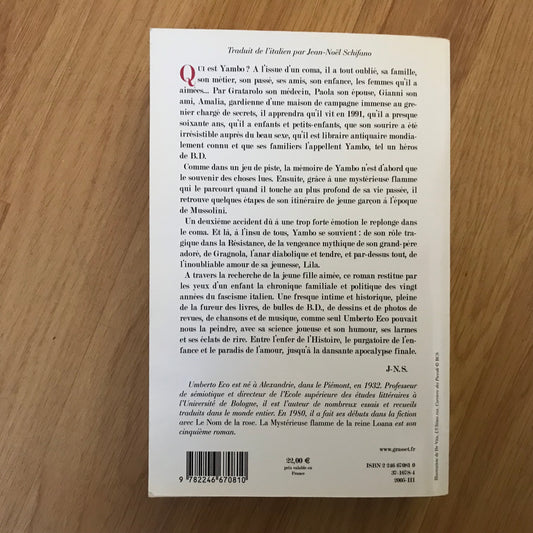 Traduit de l'italien par Jean-Noël Schifano
QUI est Yambo ? A l'issue d'un coma, il a tout oublié, sa famille,
son métier, son passé, ses amis, son enfance, les femmes qu'il a
aimées... Par Gratarolo son médecin, Paola son épouse, Gianni son
ami, Amalia, gardienne d'une maison de campagne immense au gre-
nier chargé de secrets, il apprendra qu'il vit en 1991, qu'il a presque
soixante ans, qu'il a enfants et petits-enfants, que son sourire a été
irrésistible auprès du beau sexe, qu'il est libraire antiquaire mondia-
lement connu et que ses familiers l'appellent Yambo, tel un héros
de B.D.
Comme dans un jeu de piste, la mémoire de Yambo n'est d'abord que
le souvenir des choses lues. Ensuite, grâce à une mystérieuse flamme
qui le parcourt quand il touche au plus profond de sa vie passée, il
retrouve quelques étapes de son itinéraire de jeune garçon à l'époque
de Mussolini.
Un deuxième accident dû à une trop forte émotion le replonge dans
le coma. Et là, à l'insu de tous, Yambo se souvient : de son rôle tra-
gique dans la Résistance, de la vengeance mythique de son grand-père
adoré, de Gragnola, l'anar diabolique et tendre, et par-dessus tout, de
l'inoubliable amour de sa jeunesse, Lila.
A travers la recherche de la jeune fille aimée, ce roman restitue par
les yeux d'un enfant la chronique familiale et politique des vingt
années du fascisme italien. Une fresque intime et historique, pleine
de la fureur des livres, de bulles de B.D., de dessins et de photos de
revues, de chansons et de musique, comme seul Umberto Eco pouvait
nous la peindre, avec sa science joueuse et son humour, ses larmes
et ses éclats de rire. Entre l'enfer de l'Histoire, le purgatoire de l'en-
fance et le paradis de l'amour, jusqu'à la dansante apocalypse finale.
J-N.S.
Umberto Eco est né à Alexandrie, dans le Piémont, en 1932. Professeur
de sémiotique et directeur de l'Ecole supérieure des études littéraires à
l'Université de Bologne, il est l'auteur de nombreux essais et recueils
traduits dans le monde entier. En 1980, il a fait ses débuts dans la fiction
avec Le Nom de la rose. La Mystérieuse flamme de la reine Loana est son
cinquième roman.
www.grasset.fr
22,00 €
prix valable en
France
ISBN 2 246 67081 0
37-1678-4
2005-III
9 782246 670810